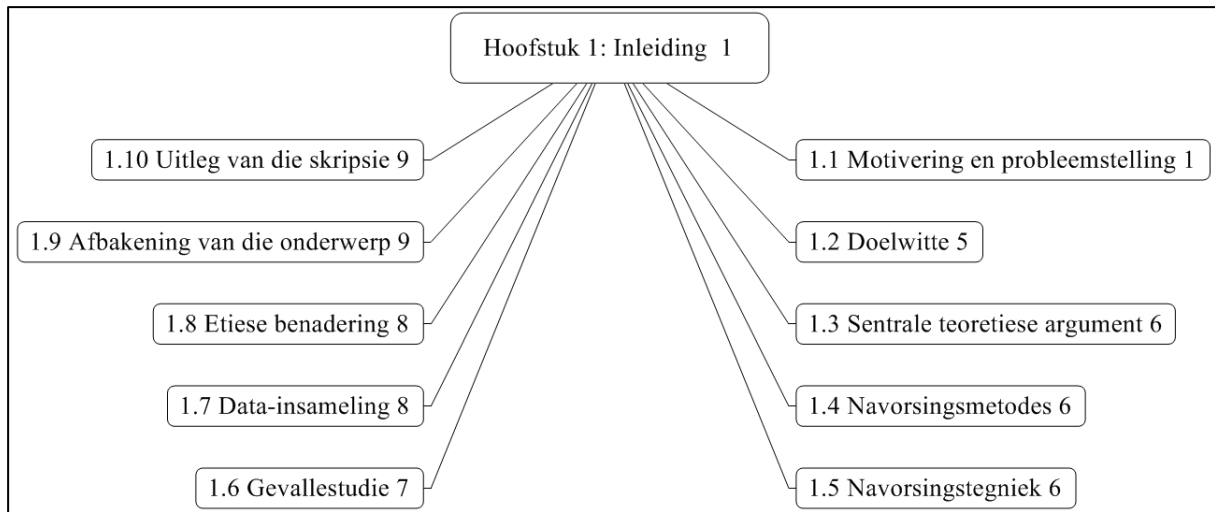 Hoofstuk 1: Inleiding 1
1.1 Motivering en probleemstelling 1
1.2 Doelwitte 5
1.3 Sentrale teoretiese argument 6
1.4 Navorsingsmetodes 6
1.5 Navorsingstegniek 6
1.6 Gevallestudie 7
1.7 Data-insameling 8
1.8 Etiese benadering 8
1.9 Afbakening van die onderwerp 9
1.10 Uitleg van die skripsie 9